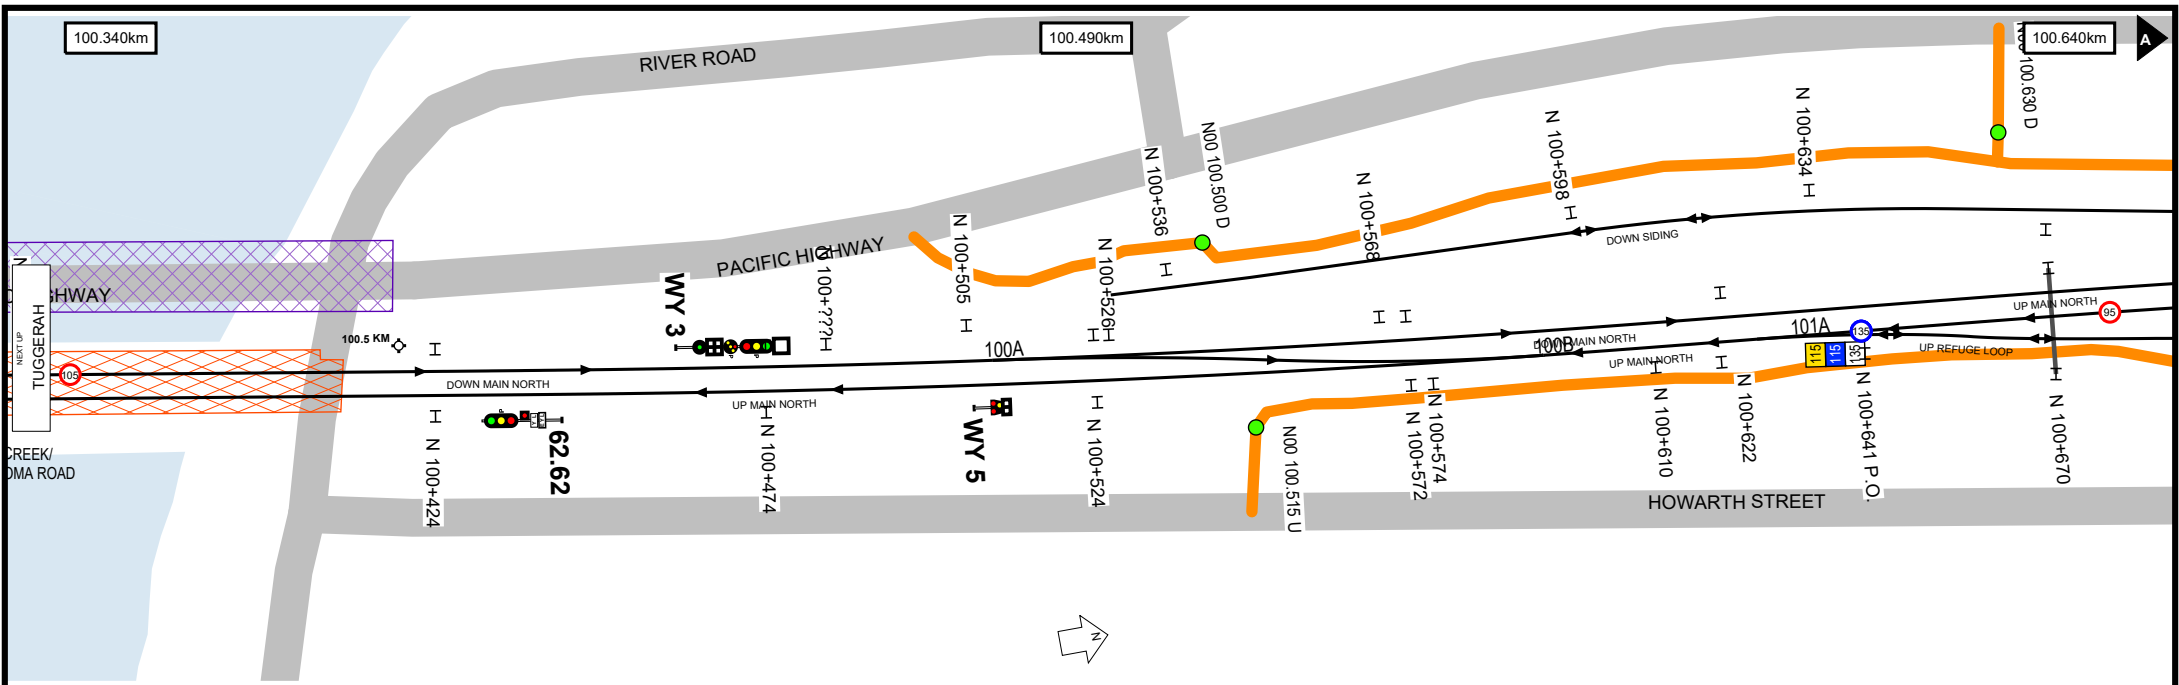 100.340km
100.490km
100.640km
A
RIVER ROAD
PACIFIC HIGHWAY
GHWAY
NEXT UP
TUGGERAH
CREEK/
OMA ROAD
105
100.5 KM
DOWN MAIN NORTH
UP MAIN NORTH
N 100+424
62.62
WY 3
N 100+474
N 100+???
N 100+505
WY 5
100A
N 100+524
N 100+526
N 100+536
N00 100.500 D
N00 100.515 U
N 100+568
N 100+572
N 100+574
N 100+598
DOWN SIDING
DOWN MAIN NORTH
100B
UP MAIN NORTH
N 100+610
N 100+622
N 100+634
101A
135
115
115
135
N 100+641 P.O.
UP REFUGE LOOP
UP MAIN NORTH
95
100.630 D
N 100+670
HOWARTH STREET
N